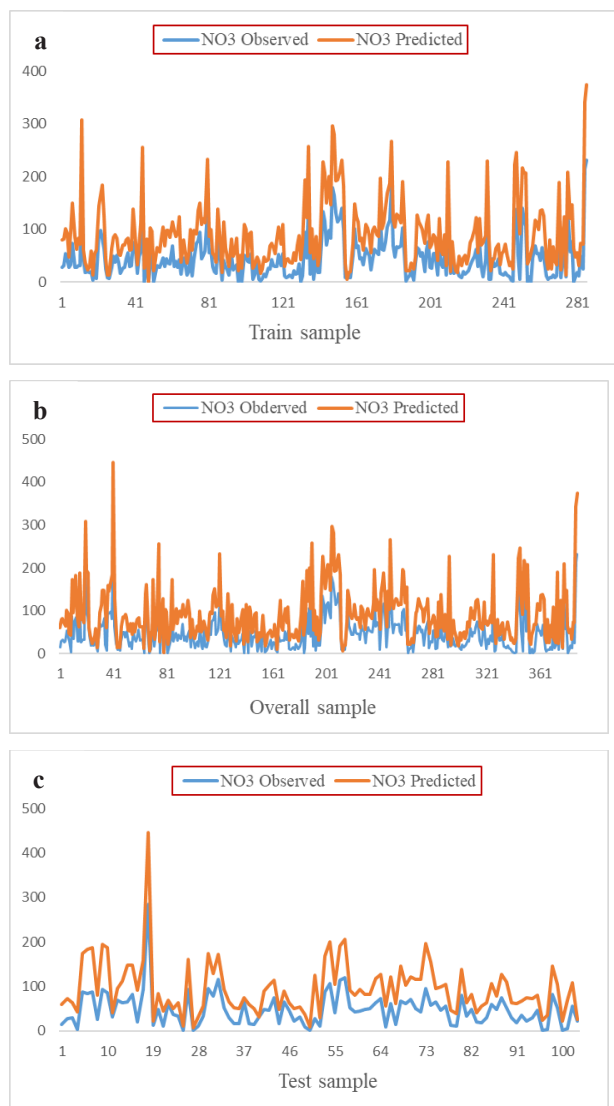 a
NO3 Observed NO3 Predicted
400
300
200
100
0
1 41 81 121 161 201 241 281
Train sample
b
NO3 Obderved NO3 Predicted
500
400
300
200
100
0
1 41 81 121 161 201 241 281 321 361
Overall sample
c
NO3 Observed NO3 Predicted
500
400
300
200
100
0
1 10 19 28 37 46 55 64 73 82 91 100
Test sample